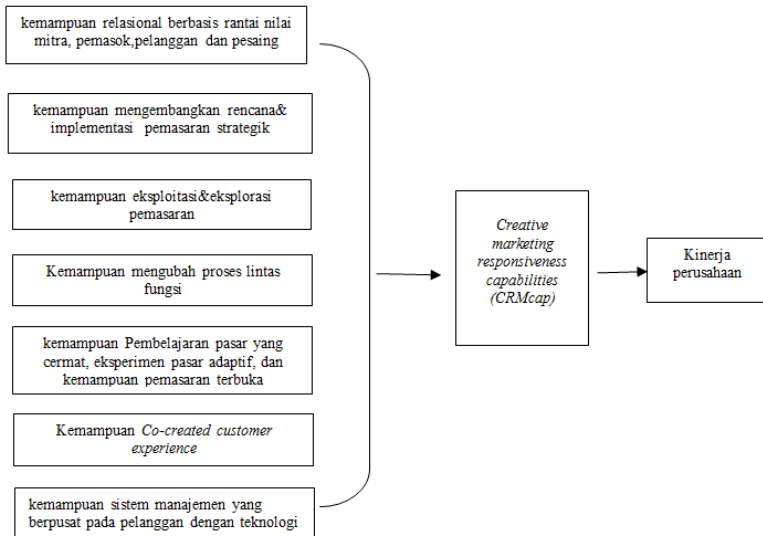 kemampuan relasional berbasis rantai nilai
mitra, pemasok,pelanggan dan pesaing
kemampuan mengembangkan rencana&
implementasi pemasaran strategik
kemampuan eksploitasi&eksplorasi
pemasaran
Kemampuan mengubah proses lintas
fungsi
kemampuan Pembelajaran pasar yang
cermat, eksperimen pasar adaptif, dan
kemampuan pemasaran terbuka
Kemampuan Co-created customer
experience
kemampuan sistem manajemen yang
berpusat pada pelanggan dengan teknologi
Creative
marketing
responsiveness
capabilities
(CRMcap)
Kinerja
perusahaan